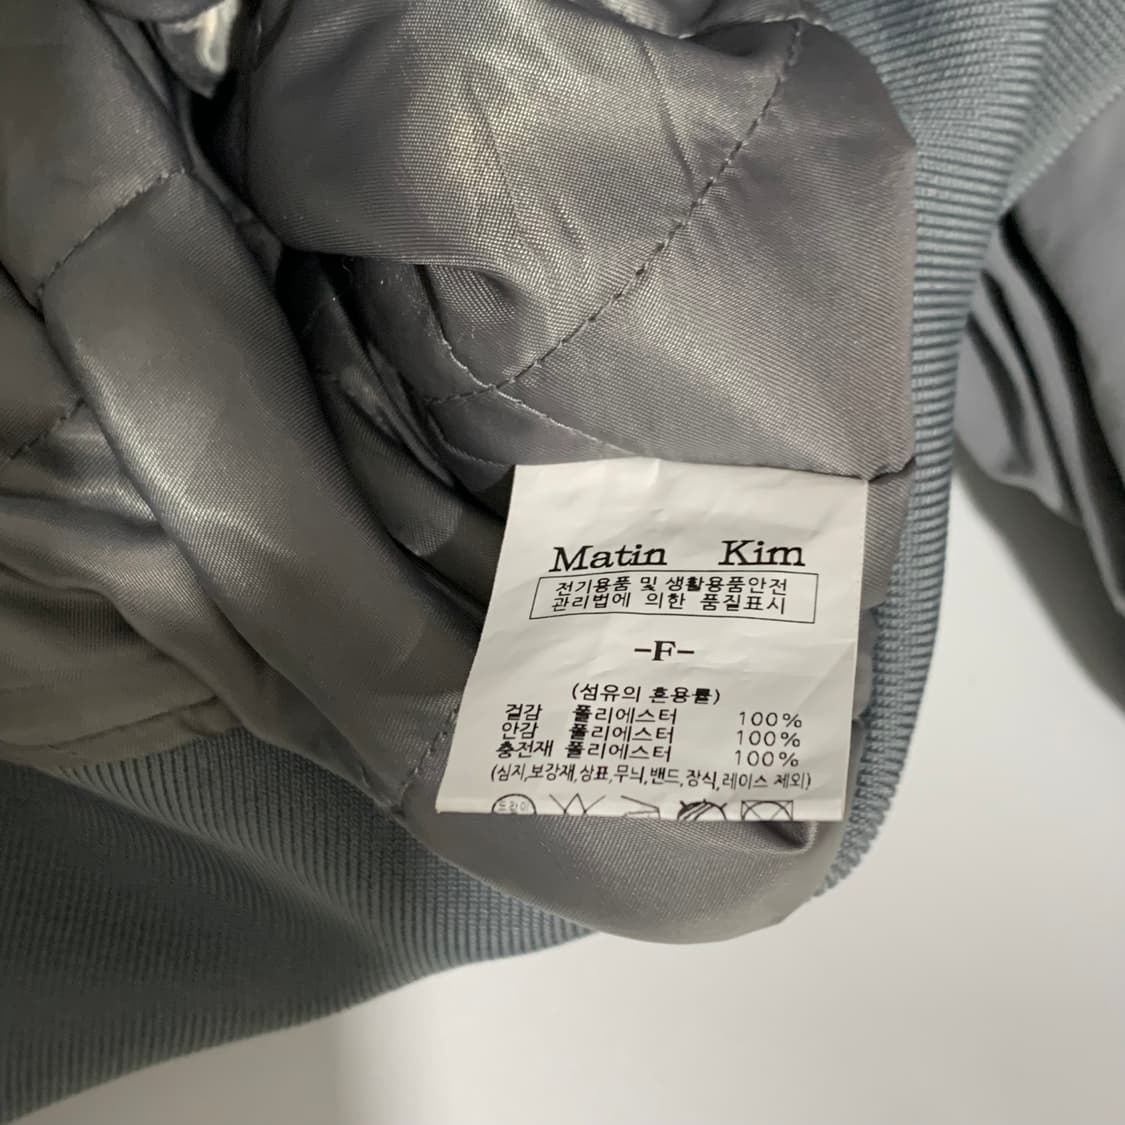 Matin Kim
전기용품 및 생활용품안전
관리법에 의한 품질표시
-F-
(섬유의 혼용률)
겉감 폴리에스터 100%
안감 폴리에스터 100%
충전재 폴리에스터 100%
(심지,보강재,상표,무늬,밴드,장식,레이스 제외)
드라이